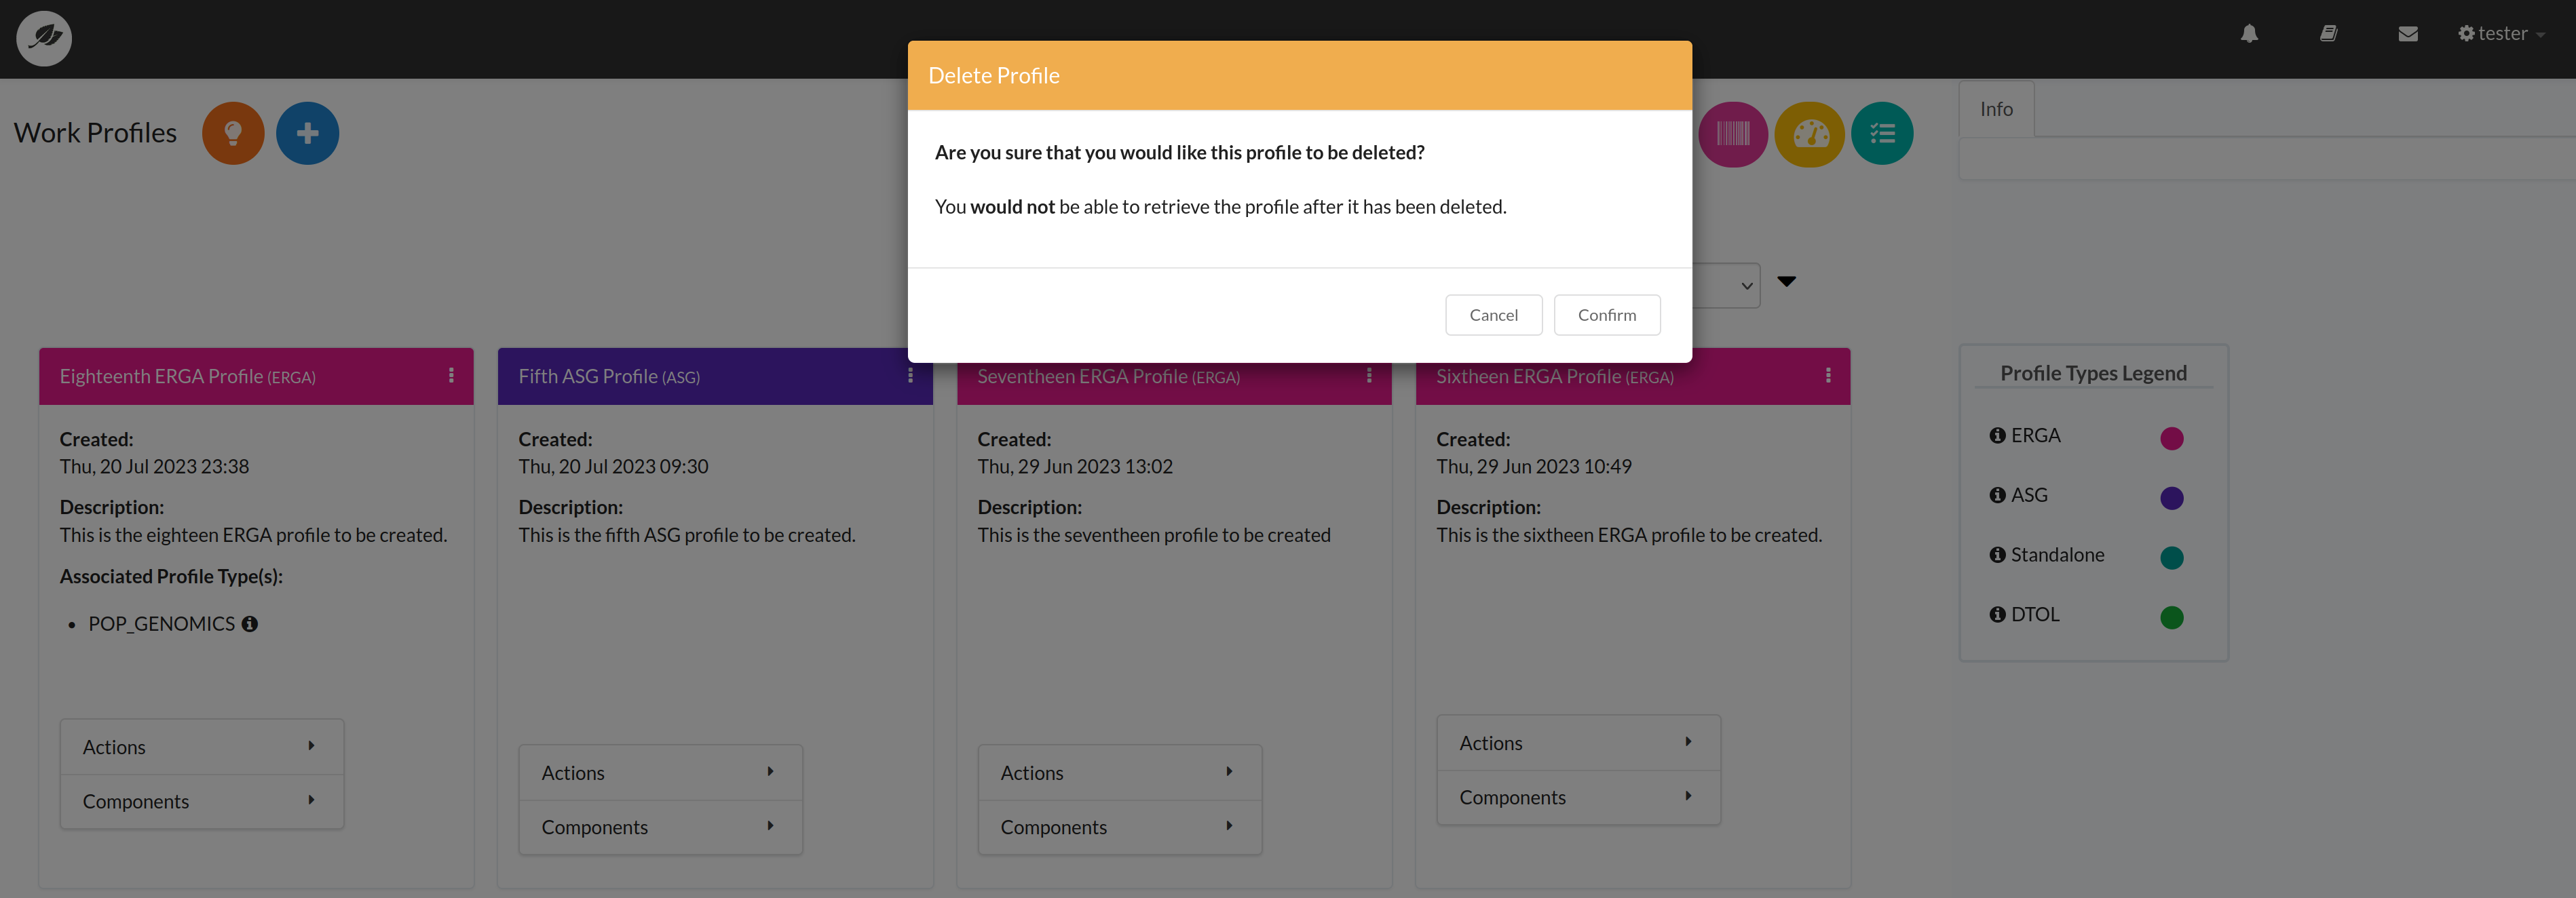 tester
Delete Profile
Are you sure that you would like this profile to be deleted?
You would not be able to retrieve the profile after it has been deleted.
Cancel
Confirm
Work Profiles
Info
Eighteenth ERGA Profile (ERGA)
Created:
Thu, 20 Jul 2023 23:38
Description:
This is the eighteen ERGA profile to be created.
Associated Profile Type(s):
• POP_GENOMICS
Actions
Components
Fifth ASG Profile (ASG)
Created:
Thu, 20 Jul 2023 09:30
Description:
This is the fifth ASG profile to be created.
Actions
Components
Seventheen ERGA Profile (ERGA)
Created:
Thu, 29 Jun 2023 13:02
Description:
This is the seventheen profile to be created
Actions
Components
Sixtheen ERGA Profile (ERGA)
Created:
Thu, 29 Jun 2023 10:49
Description:
This is the sixtheen ERGA profile to be created.
Actions
Components
Profile Types Legend
ERGA
ASG
Standalone
DTOL